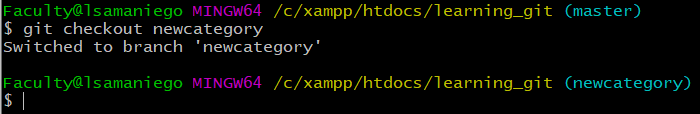 Faculty@lsamaniego MINGW64 /c/xampp/htdocs/learning_git (master)
$ git checkout newcategory
Switched to branch 'newcategory'
Faculty@lsamaniego MINGW64 /c/xampp/htdocs/learning_git (newcategory)
$